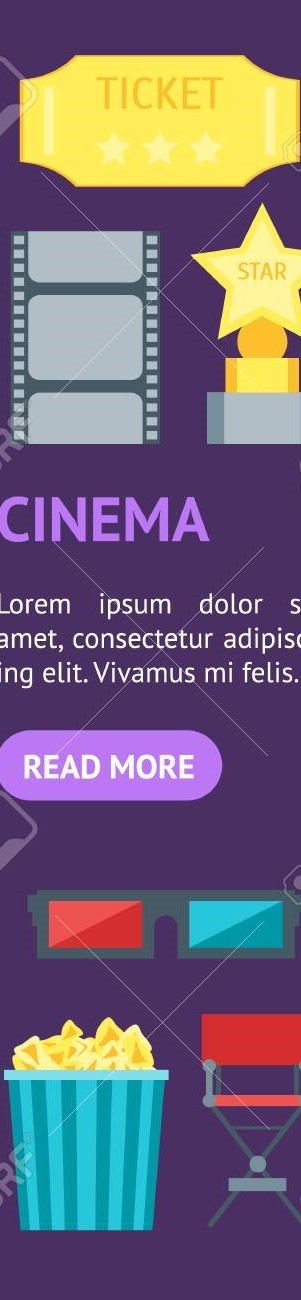 TICKET
STAR
CINEMA
Lorem ipsum dolor s
amet, consectetur adipisc
ing elit. Vivamus mi felis.
READ MORE